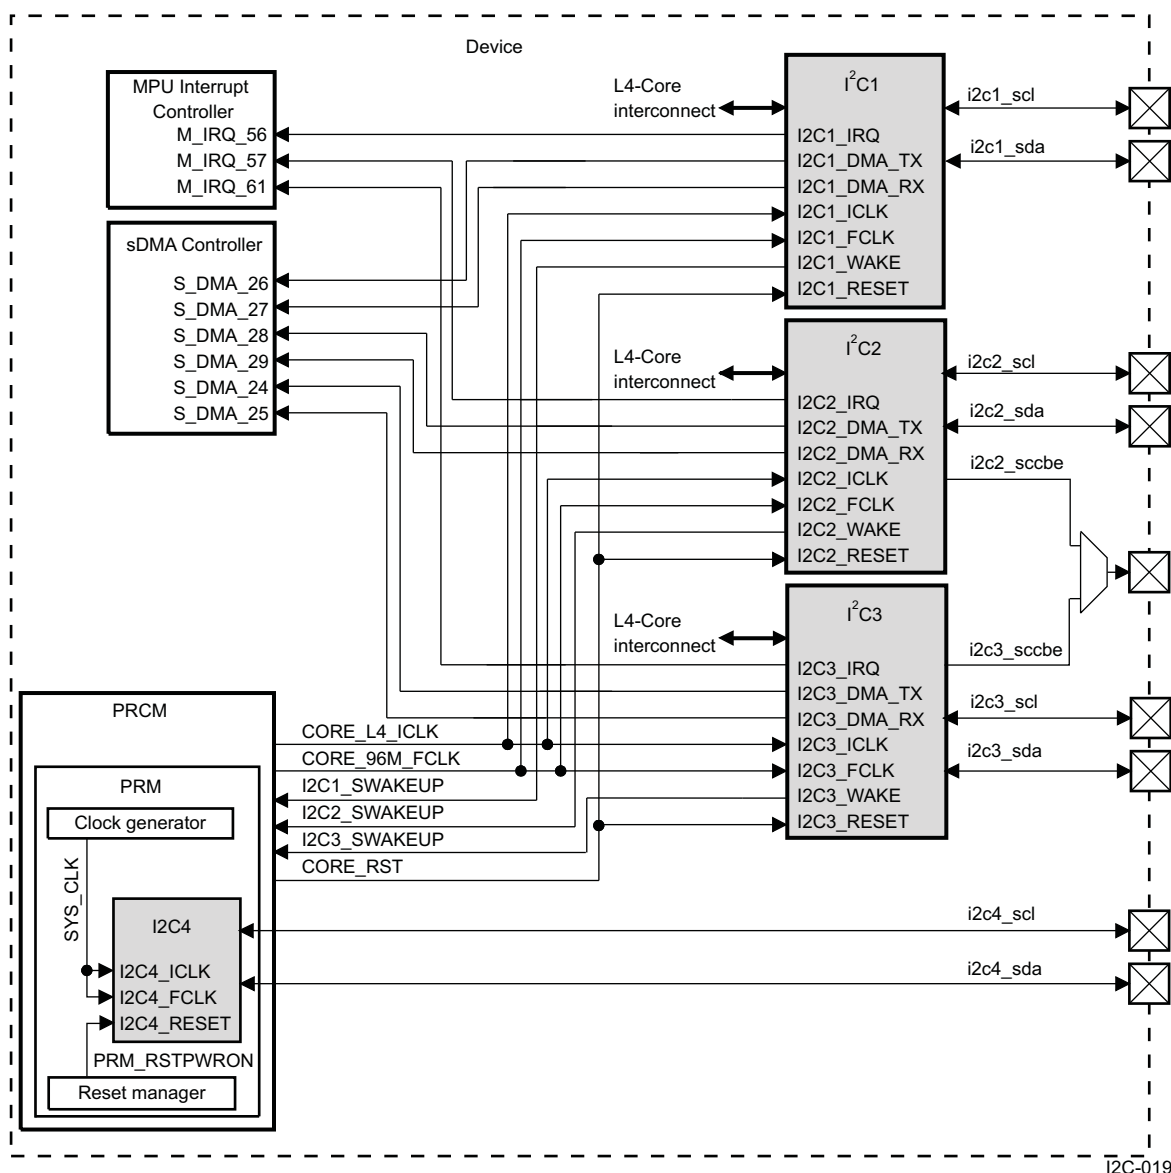 Device
MPU Interrupt
Controller
M_IRQ_56
M_IRQ_57
M_IRQ_61
sDMA Controller
S_DMA_26
S_DMA_27
S_DMA_28
S_DMA_29
S_DMA_24
S_DMA_25
L4-Core
interconnect
I²C1
I2C1_IRQ
I2C1_DMA_TX
I2C1_DMA_RX
I2C1_ICLK
I2C1_FCLK
I2C1_WAKE
I2C1_RESET
i2c1_scl
i2c1_sda
L4-Core
interconnect
I²C2
I2C2_IRQ
I2C2_DMA_TX
I2C2_DMA_RX
I2C2_ICLK
I2C2_FCLK
I2C2_WAKE
I2C2_RESET
i2c2_scl
i2c2_sda
i2c2_sccbe
L4-Core
interconnect
I²C3
I2C3_IRQ
I2C3_DMA_TX
I2C3_DMA_RX
I2C3_ICLK
I2C3_FCLK
I2C3_WAKE
I2C3_RESET
i2c3_sccbe
i2c3_scl
i2c3_sda
PRCM
CORE_L4_ICLK
CORE_96M_FCLK
I2C1_SWAKEUP
I2C2_SWAKEUP
I2C3_SWAKEUP
CORE_RST
PRM
Clock generator
SYS_CLK
I2C4
I2C4_ICLK
I2C4_FCLK
I2C4_RESET
PRM_RSTPWRON
Reset manager
i2c4_scl
i2c4_sda
I2C-019